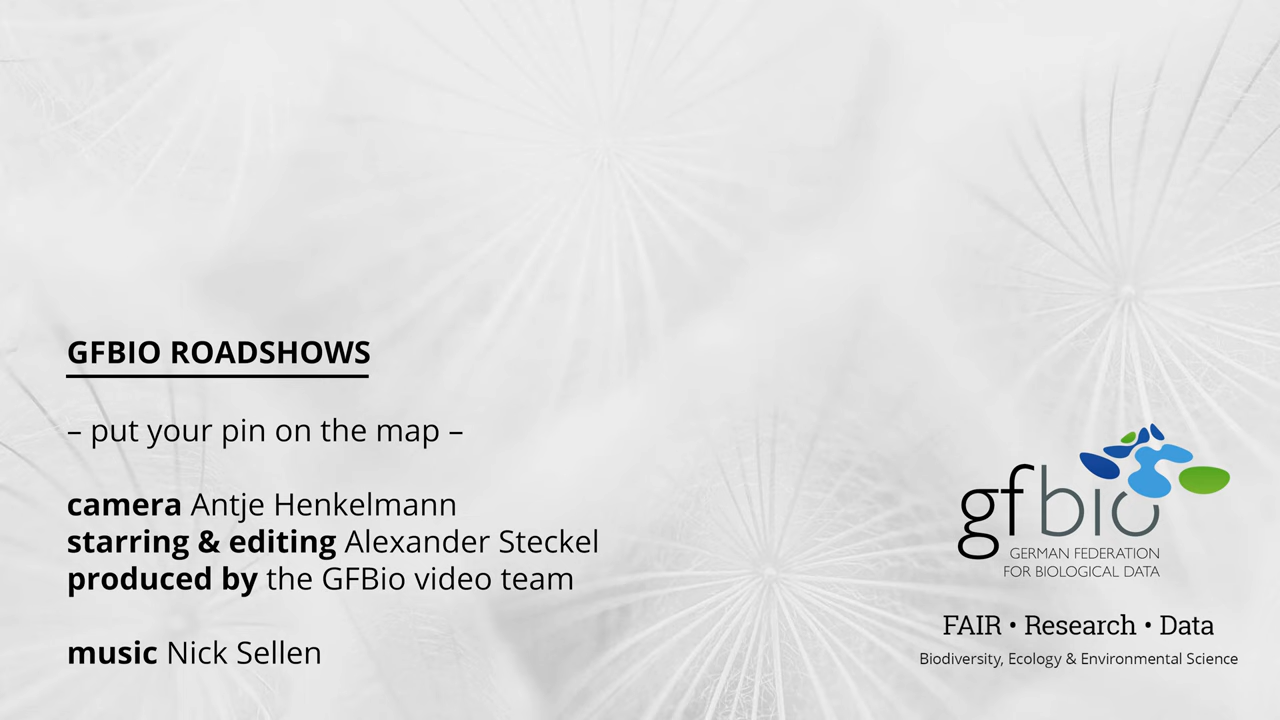 GFBIO ROADSHOWS
– put your pin on the map –
camera Antje Henkelmann
starring & editing Alexander Steckel
produced by the GFBio video team
music Nick Sellen
gfbio
GERMAN FEDERATION
FOR BIOLOGICAL DATA
FAIR • Research • Data
Biodiversity, Ecology & Environmental Science